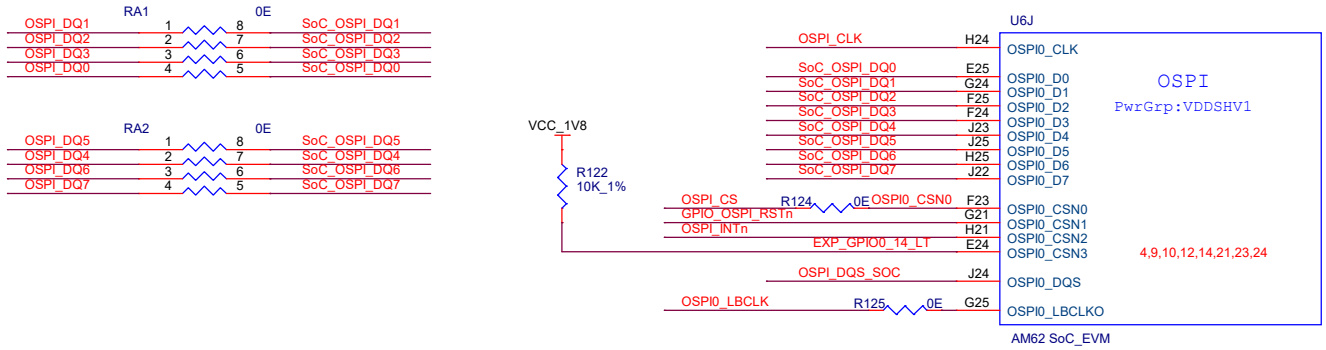 RA1 0E
OSPI_DQ1 1 8 SoC_OSPI_DQ1
OSPI_DQ2 2 7 SoC_OSPI_DQ2
OSPI_DQ3 3 6 SoC_OSPI_DQ3
OSPI_DQ0 4 5 SoC_OSPI_DQ0
RA2 0E
OSPI_DQ5 1 8 SoC_OSPI_DQ5
OSPI_DQ4 2 7 SoC_OSPI_DQ4
OSPI_DQ6 3 6 SoC_OSPI_DQ6
OSPI_DQ7 4 5 SoC_OSPI_DQ7
VCC_1V8
R122
10K_1%
U6J
OSPI_CLK H24 OSPI0_CLK
SoC_OSPI_DQ0 E25 OSPI0_D0
SoC_OSPI_DQ1 G24 OSPI0_D1
SoC_OSPI_DQ2 F25 OSPI0_D2
SoC_OSPI_DQ3 F24 OSPI0_D3
SoC_OSPI_DQ4 J23 OSPI0_D4
SoC_OSPI_DQ5 J25 OSPI0_D5
SoC_OSPI_DQ6 H25 OSPI0_D6
SoC_OSPI_DQ7 J22 OSPI0_D7
OSPI
PwrGrp:VDDSHV1
OSPI_CS R124 0E OSPI0_CSN0 F23 OSPI0_CSN0
GPIO_OSPI_RSTn G21 OSPI0_CSN1
OSPI_INTn H21 OSPI0_CSN2
EXP_GPIO0_14_LT E24 OSPI0_CSN3
4,9,10,12,14,21,23,24
OSPI_DQS_SOC J24 OSPI0_DQS
OSPI0_LBCLK R125 0E G25 OSPI0_LBCLKO
AM62 SoC_EVM